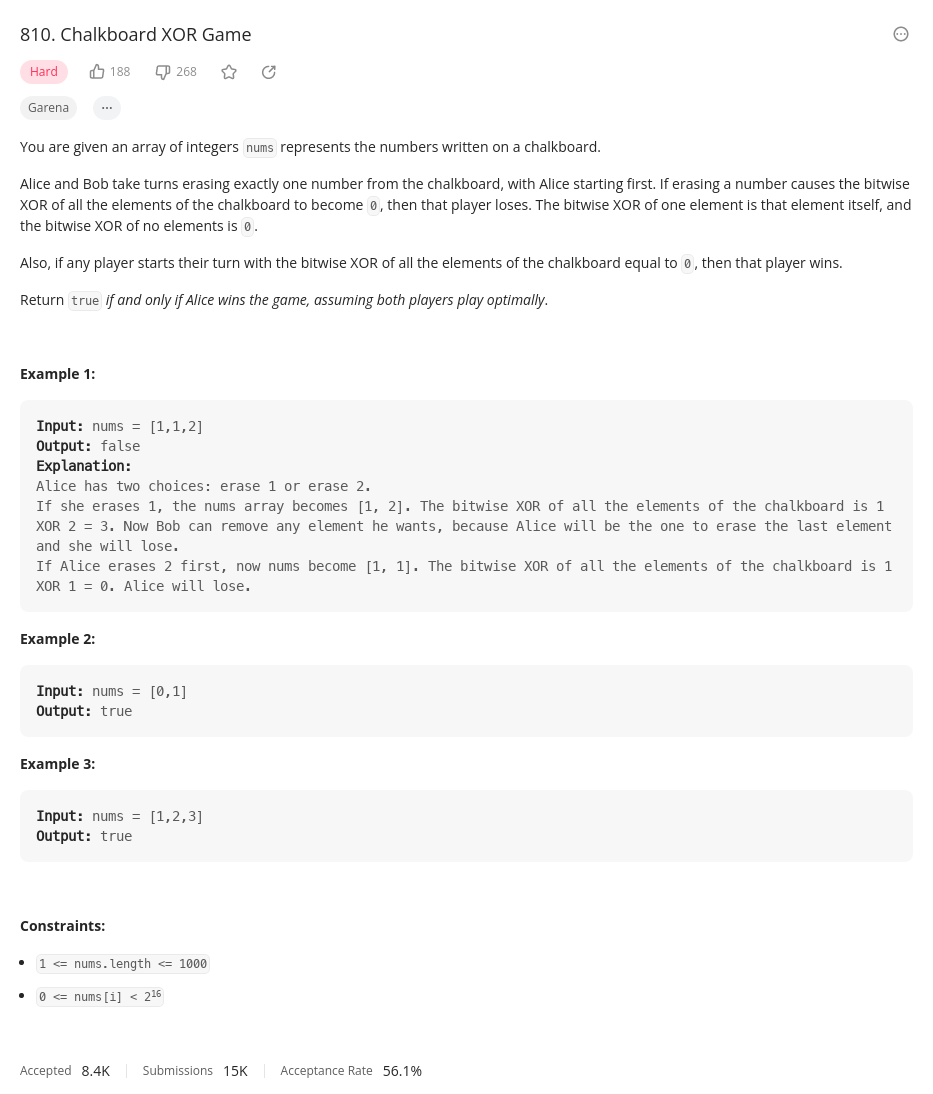 810. Chalkboard XOR Game
Hard 188 268
Garena ...
You are given an array of integers nums represents the numbers written on a chalkboard.
Alice and Bob take turns erasing exactly one number from the chalkboard, with Alice starting first. If erasing a number causes the bitwise
XOR of all the elements of the chalkboard to become 0, then that player loses. The bitwise XOR of one element is that element itself, and
the bitwise XOR of no elements is 0.
Also, if any player starts their turn with the bitwise XOR of all the elements of the chalkboard equal to 0, then that player wins.
Return true if and only if Alice wins the game, assuming both players play optimally.
Example 1:
Input: nums = [1,1,2]
Output: false
Explanation:
Alice has two choices: erase 1 or erase 2.
If she erases 1, the nums array becomes [1, 2]. The bitwise XOR of all the elements of the chalkboard is 1
XOR 2 = 3. Now Bob can remove any element he wants, because Alice will be the one to erase the last element
and she will lose.
If Alice erases 2 first, now nums become [1, 1]. The bitwise XOR of all the elements of the chalkboard is 1
XOR 1 = 0. Alice will lose.
Example 2:
Input: nums = [0,1]
Output: true
Example 3:
Input: nums = [1,2,3]
Output: true
Constraints:
• 1 <= nums.length <= 1000
• 0 <= nums[i] < 2¹⁶
Accepted 8.4K Submissions 15K Acceptance Rate 56.1%